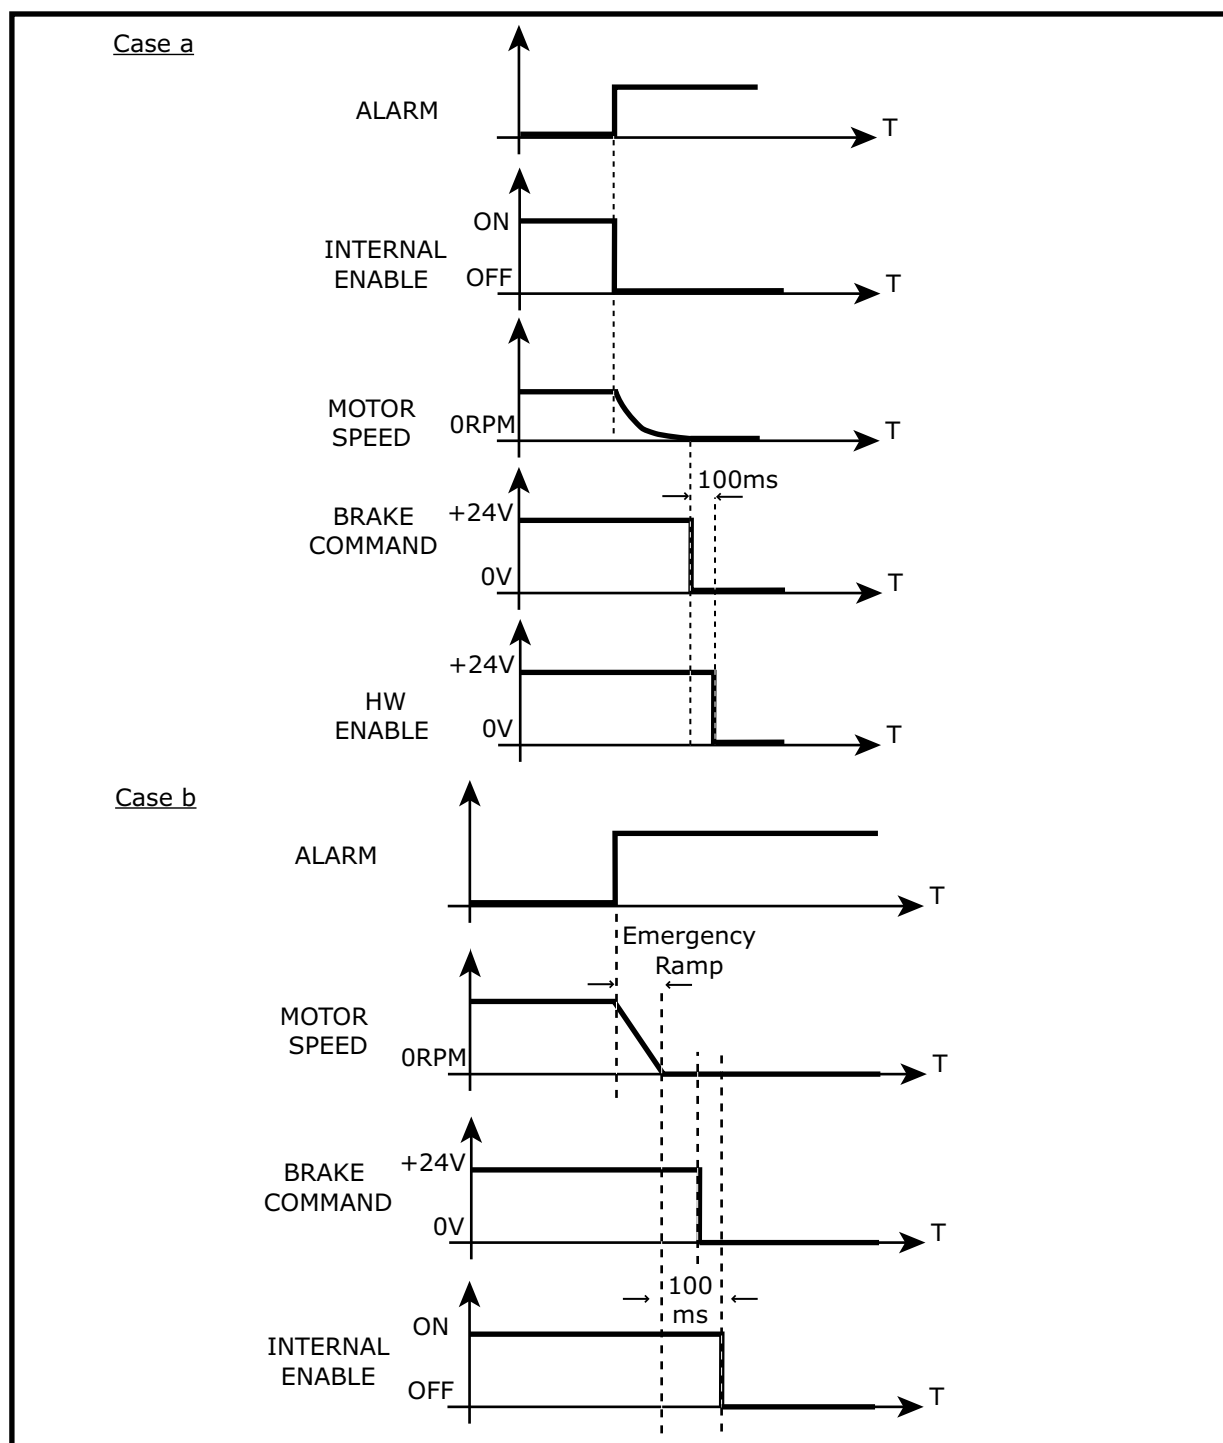 Case a
ALARM
T
ON
INTERNAL
ENABLE
OFF
T
MOTOR
SPEED
0RPM
T
100ms
+24V
BRAKE
COMMAND
0V
T
+24V
HW
ENABLE
0V
T
Case b
ALARM
T
Emergency
Ramp
MOTOR
SPEED
0RPM
T
+24V
BRAKE
COMMAND
0V
T
100
ms
ON
INTERNAL
ENABLE
OFF
T